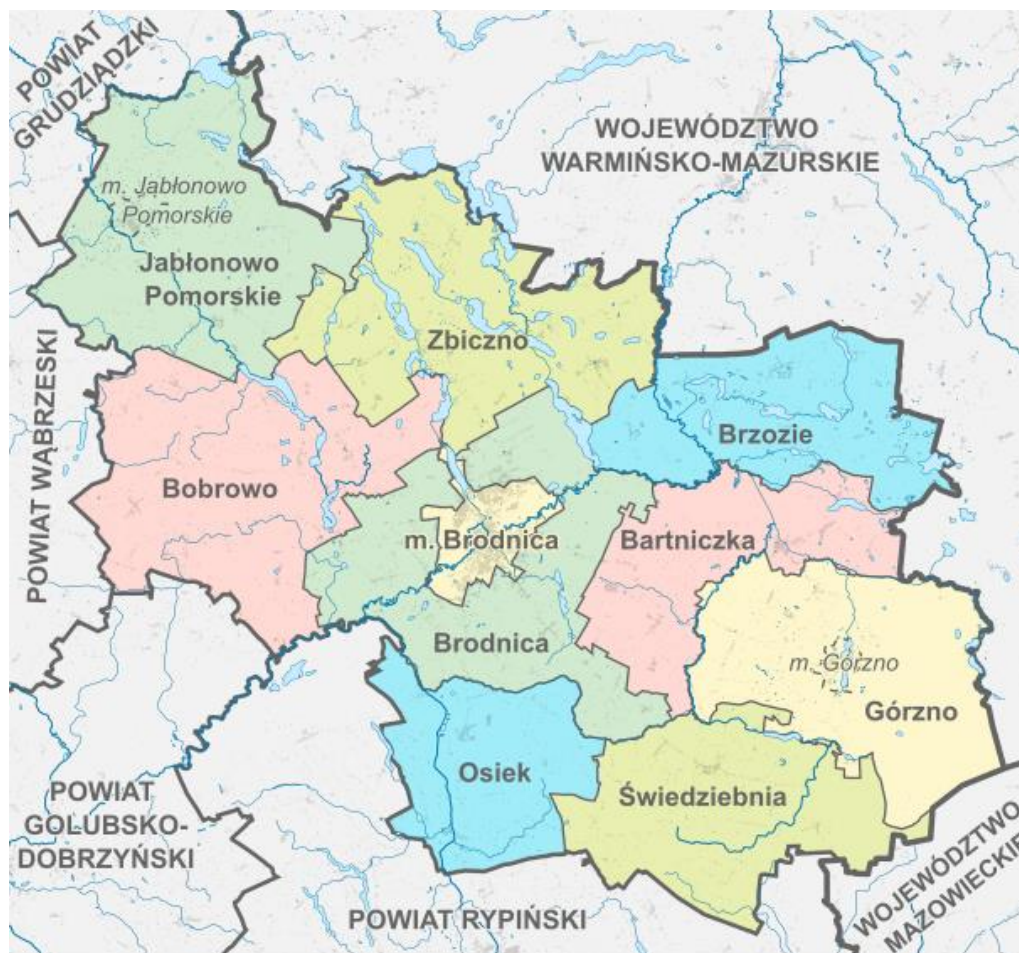 POWIAT
GRUDZIĄDZKI
WOJEWÓDZTWO
WARMIŃSKO-MAZURSKIE
m. Jabłonowo
Pomorskie
Jabłonowo
Pomorskie
Zbiczno
POWIAT WĄBRZESKI
Brzozie
Bobrowo
m. Brodnica
Bartniczka
Brodnica
m. Górzno
Górzno
Osiek
Świedziebnia
POWIAT
GOLUBSKO-
DOBRZYŃSKI
WOJEWÓDZTWO
MAZOWIECKIE
POWIAT RYPIŃSKI